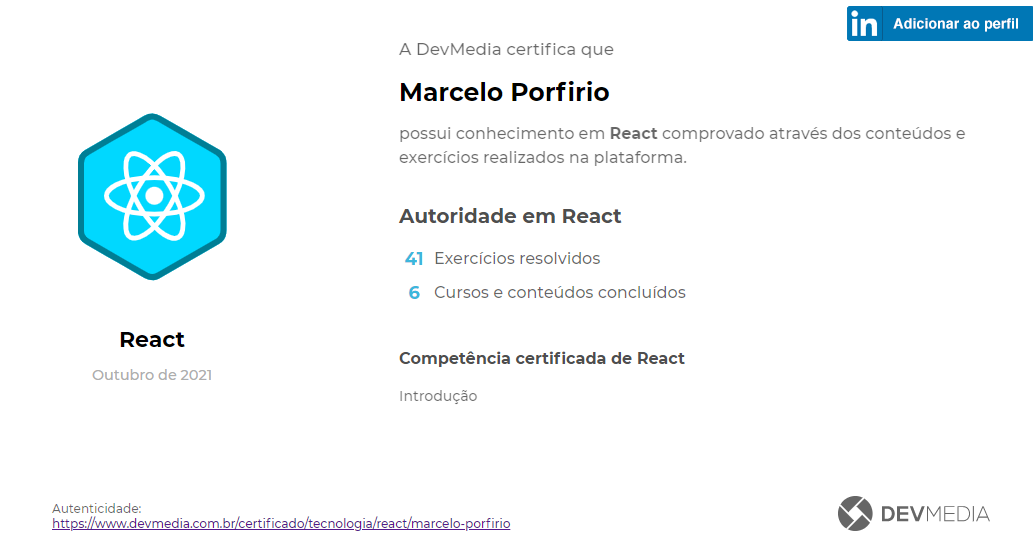 in Adicionar ao perfil
A DevMedia certifica que
Marcelo Porfirio
possui conhecimento em React comprovado através dos conteúdos e
exercícios realizados na plataforma.
Autoridade em React
41 Exercícios resolvidos
6 Cursos e conteúdos concluídos
React
Outubro de 2021
Competência certificada de React
Introdução
Autenticidade:
https://www.devmedia.com.br/certificado/tecnologia/react/marcelo-porfirio
DEVMEDIA